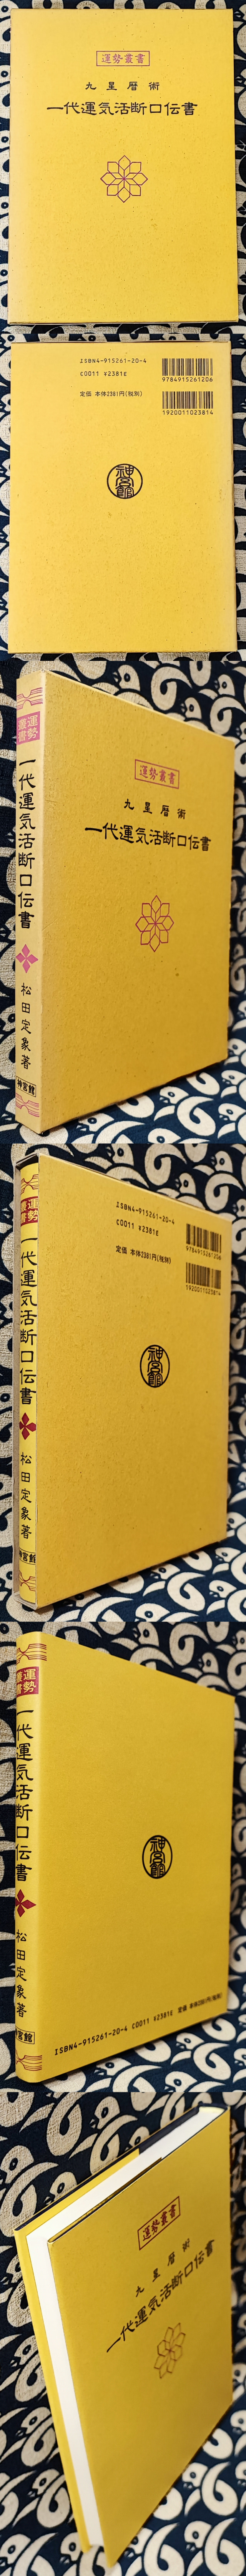 運勢叢書
九星暦術
一代運気活断口伝書
ISBN4-915261-20-4
C0011 ¥2381E
定価 本体2381円(税別)
9784915261206
1920011023814
神宮館
運勢叢書
一代運気活断口伝書
松田定象著
神宮館
運勢叢書
九星暦術
一代運気活断口伝書
運勢叢書
一代運気活断口伝書
松田定象著
神宮館
ISBN4-915261-20-4
C0011 ¥2381E
定価 本体2381円(税別)
9784915261206
1920011023814
神宮館
運勢叢書
一代運気活断口伝書
松田定象著
神宮館
神宮館
ISBN4-915261-20-4 C0011 ¥2381E 定価 本体2381円(税別)
運勢叢書
九星暦術
一代運気活断口伝書